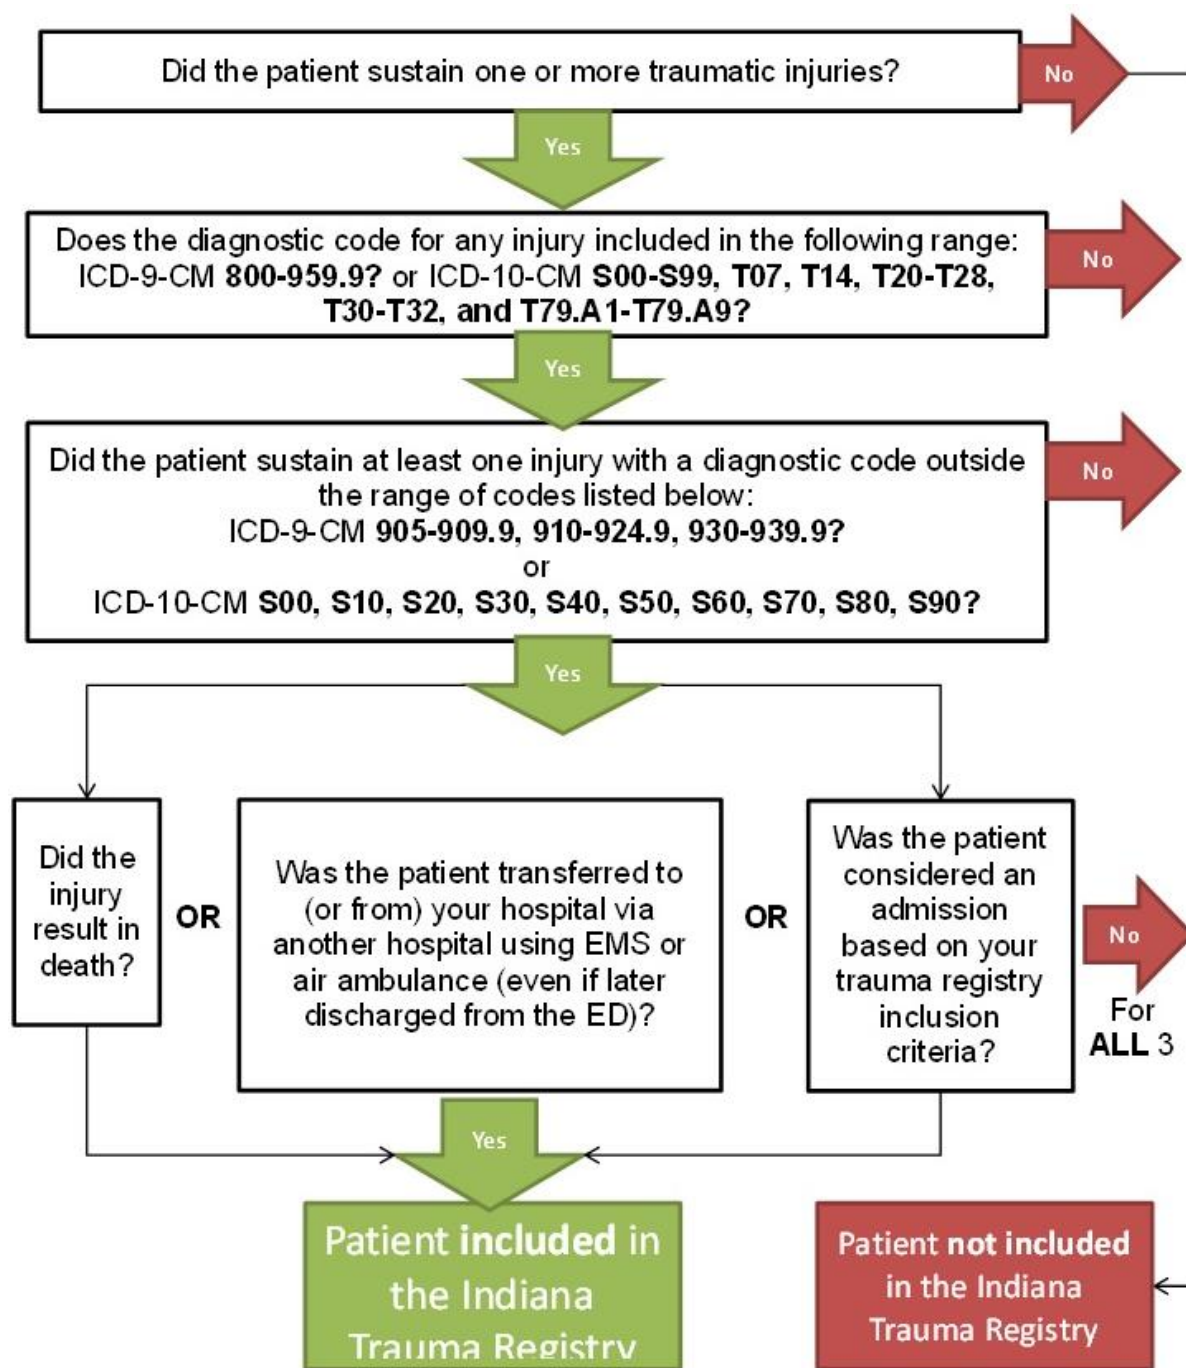 Did the patient sustain one or more traumatic injuries?
No
Yes
Does the diagnostic code for any injury included in the following range:
ICD-9-CM 800-959.9? or ICD-10-CM S00-S99, T07, T14, T20-T28,
T30-T32, and T79.A1-T79.A9?
No
Yes
Did the patient sustain at least one injury with a diagnostic code outside
the range of codes listed below:
ICD-9-CM 905-909.9, 910-924.9, 930-939.9?
or
ICD-10-CM S00, S10, S20, S30, S40, S50, S60, S70, S80, S90?
No
Yes
Did the
injury
result in
death?
OR
Was the patient transferred to
(or from) your hospital via
another hospital using EMS or
air ambulance (even if later
discharged from the ED)?
OR
Was the patient
considered an
admission
based on your
trauma registry
inclusion
criteria?
No
For
ALL 3
Yes
Patient included in
the Indiana
Trauma Registry
Patient not included
in the Indiana
Trauma Registry